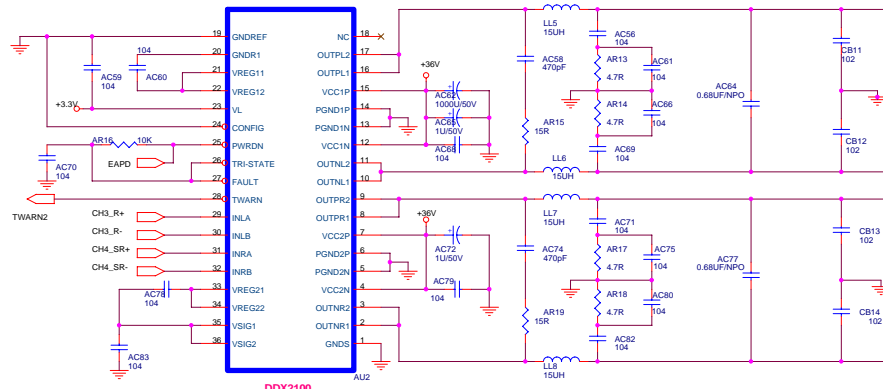 19 GNDREF
20 GNDR1
21 VREG11
22 VREG12
23 VL
24 CONFIG
25 PWRDN
26 TRI-STATE
27 FAULT
28 TWARN
29 INLA
30 INLB
31 INRA
32 INRB
33 VREG21
34 VREG22
35 VSIG1
36 VSIG2
NC 18
OUTPL2 17
OUTPL1 16
VCC1P 15
PGND1P 14
PGND1N 13
VCC1N 12
OUTNL2 11
OUTNL1 10
OUTPR2 9
OUTPR1 8
VCC2P 7
PGND2P 6
PGND2N 5
VCC2N 4
OUTNR2 3
OUTNR1 2
GNDS 1
AU2
DDX2100
AC59
104
104
AC60
+3.3V
AR16 10K
AC70
104
EAPD
TWARN2
CH3_R+
CH3_R-
CH4_SR+
CH4_SR-
AC78
104
AC83
104
+36V
AC62
1000U/50V
AC65
1U/50V
AC68
104
+36V
AC72
1U/50V
AC79
104
LL5
15UH
AC58
470pF
AR15
15R
LL6
15UH
AC56
104
AR13
4.7R
AC61
104
AR14
4.7R
AC66
104
AC69
104
AC64
0.68UF/NPO
CB11
102
CB12
102
LL7
15UH
AC74
470pF
AR19
15R
LL8
15UH
AC71
104
AR17
4.7R
AC75
104
AR18
4.7R
AC80
104
AC82
104
AC77
0.68UF/NPO
CB13
102
CB14
102